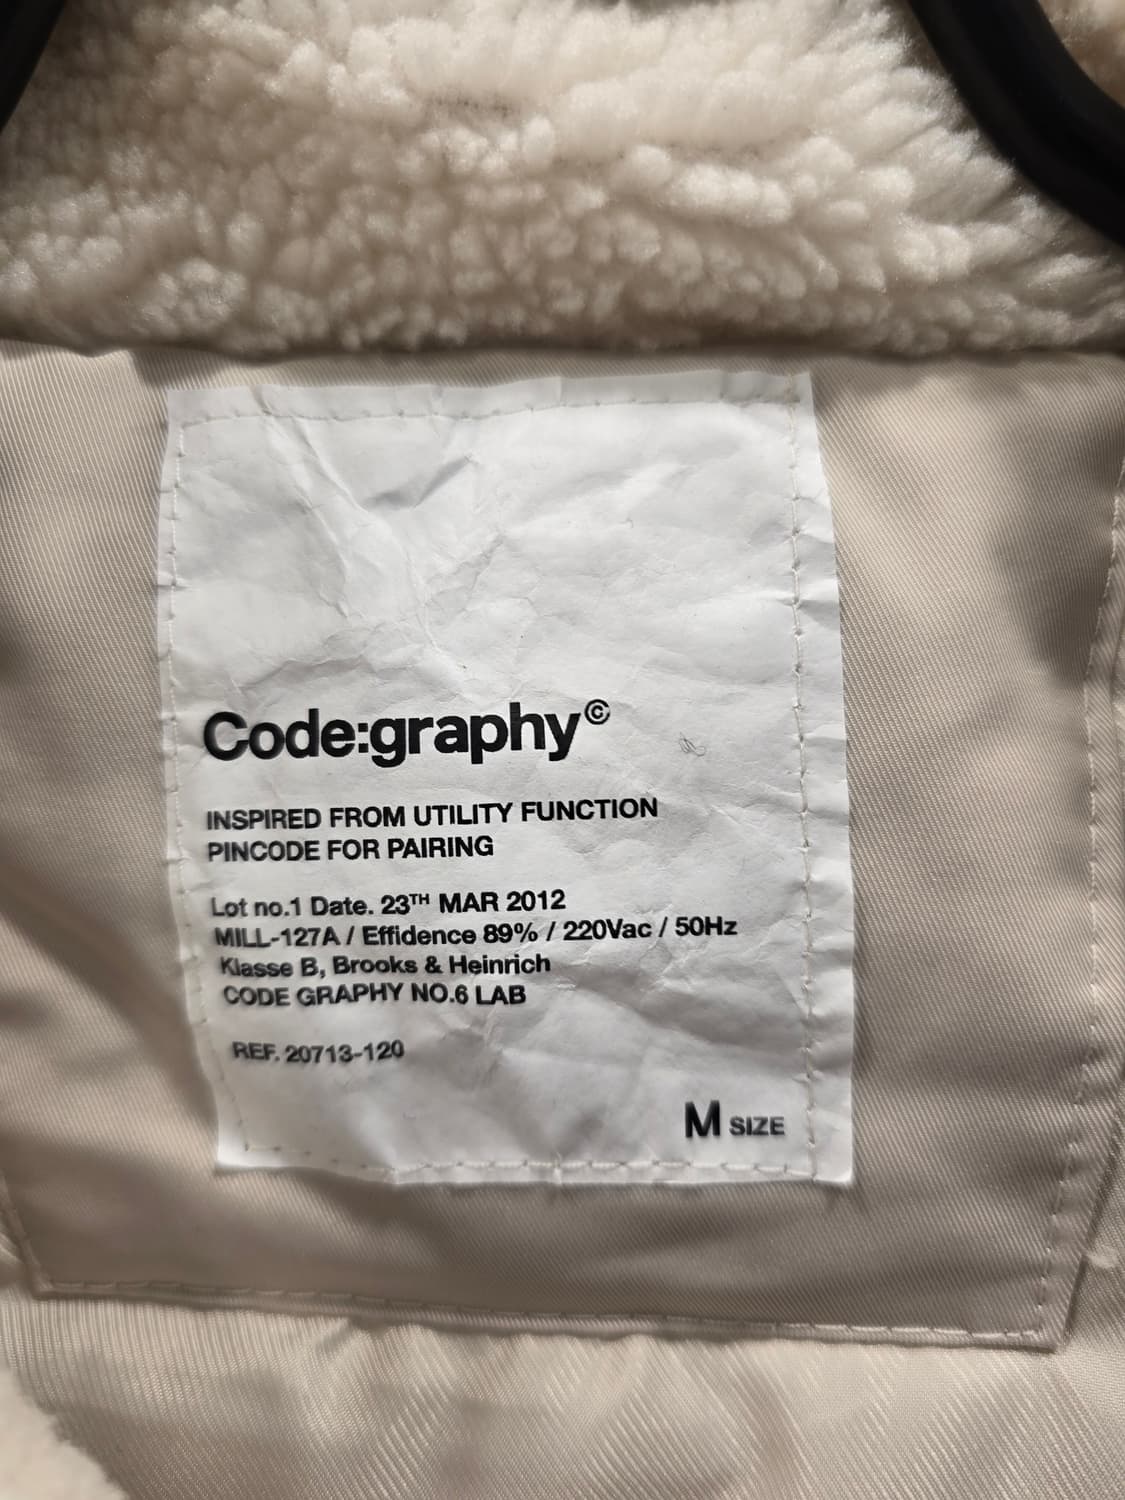 Code:graphy©
INSPIRED FROM UTILITY FUNCTION
PINCODE FOR PAIRING
Lot no.1 Date. 23TH MAR 2012
MILL-127A / Effidence 89% / 220Vac / 50Hz
Klasse B, Brooks & Heinrich
CODE GRAPHY NO.6 LAB
REF. 20713-120
M SIZE